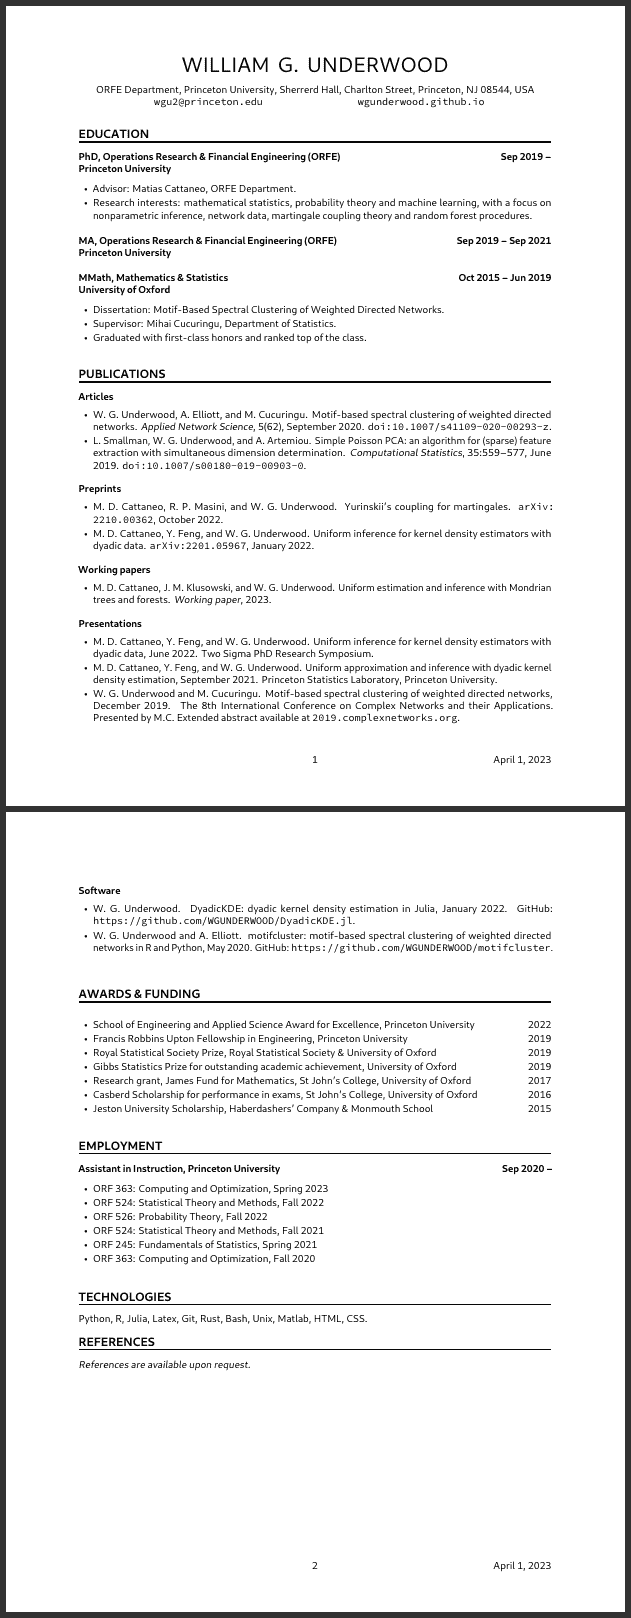 WILLIAM G. UNDERWOOD
ORFE Department, Princeton University, Sherrerd Hall, Charlton Street, Princeton, NJ 08544, USA
wgu2@princeton.edu wgunderwood.github.io
EDUCATION
PhD, Operations Research & Financial Engineering (ORFE) Sep 2019 –
Princeton University
• Advisor: Matias Cattaneo, ORFE Department.
• Research interests: mathematical statistics, probability theory and machine learning, with a focus on
nonparametric inference, network data, martingale coupling theory and random forest procedures.
MA, Operations Research & Financial Engineering (ORFE) Sep 2019 – Sep 2021
Princeton University
MMath, Mathematics & Statistics Oct 2015 – Jun 2019
University of Oxford
• Dissertation: Motif-Based Spectral Clustering of Weighted Directed Networks.
• Supervisor: Mihai Cucuringu, Department of Statistics.
• Graduated with first-class honors and ranked top of the class.
PUBLICATIONS
Articles
• W. G. Underwood, A. Elliott, and M. Cucuringu. Motif-based spectral clustering of weighted directed
networks. Applied Network Science, 5(62), September 2020. doi:10.1007/s41109-020-00293-z.
• L. Smallman, W. G. Underwood, and A. Artemiou. Simple Poisson PCA: an algorithm for (sparse) feature
extraction with simultaneous dimension determination. Computational Statistics, 35:559–577, June
2019. doi:10.1007/s00180-019-00903-0.
Preprints
• M. D. Cattaneo, R. P. Masini, and W. G. Underwood. Yurinskii's coupling for martingales. arXiv:
2210.00362, October 2022.
• M. D. Cattaneo, Y. Feng, and W. G. Underwood. Uniform inference for kernel density estimators with
dyadic data. arXiv:2201.05967, January 2022.
Working papers
• M. D. Cattaneo, J. M. Klusowski, and W. G. Underwood. Uniform estimation and inference with Mondrian
trees and forests. Working paper, 2023.
Presentations
• M. D. Cattaneo, Y. Feng, and W. G. Underwood. Uniform inference for kernel density estimators with
dyadic data, June 2022. Two Sigma PhD Research Symposium.
• M. D. Cattaneo, Y. Feng, and W. G. Underwood. Uniform approximation and inference with dyadic kernel
density estimation, September 2021. Princeton Statistics Laboratory, Princeton University.
• W. G. Underwood and M. Cucuringu. Motif-based spectral clustering of weighted directed networks,
December 2019. The 8th International Conference on Complex Networks and their Applications.
Presented by M.C. Extended abstract available at 2019.complexnetworks.org.
1 April 1, 2023
Software
• W. G. Underwood. DyadicKDE: dyadic kernel density estimation in Julia, January 2022. GitHub:
https://github.com/WGUNDERWOOD/DyadicKDE.jl.
• W. G. Underwood and A. Elliott. motifcluster: motif-based spectral clustering of weighted directed
networks in R and Python, May 2020. GitHub: https://github.com/WGUNDERWOOD/motifcluster.
AWARDS & FUNDING
• School of Engineering and Applied Science Award for Excellence, Princeton University 2022
• Francis Robbins Upton Fellowship in Engineering, Princeton University 2019
• Royal Statistical Society Prize, Royal Statistical Society & University of Oxford 2019
• Gibbs Statistics Prize for outstanding academic achievement, University of Oxford 2019
• Research grant, James Fund for Mathematics, St John's College, University of Oxford 2017
• Casberd Scholarship for performance in exams, St John's College, University of Oxford 2016
• Jeston University Scholarship, Haberdashers' Company & Monmouth School 2015
EMPLOYMENT
Assistant in Instruction, Princeton University Sep 2020 –
• ORF 363: Computing and Optimization, Spring 2023
• ORF 524: Statistical Theory and Methods, Fall 2022
• ORF 526: Probability Theory, Fall 2022
• ORF 524: Statistical Theory and Methods, Fall 2021
• ORF 245: Fundamentals of Statistics, Spring 2021
• ORF 363: Computing and Optimization, Fall 2020
TECHNOLOGIES
Python, R, Julia, Latex, Git, Rust, Bash, Unix, Matlab, HTML, CSS.
REFERENCES
References are available upon request.
2 April 1, 2023